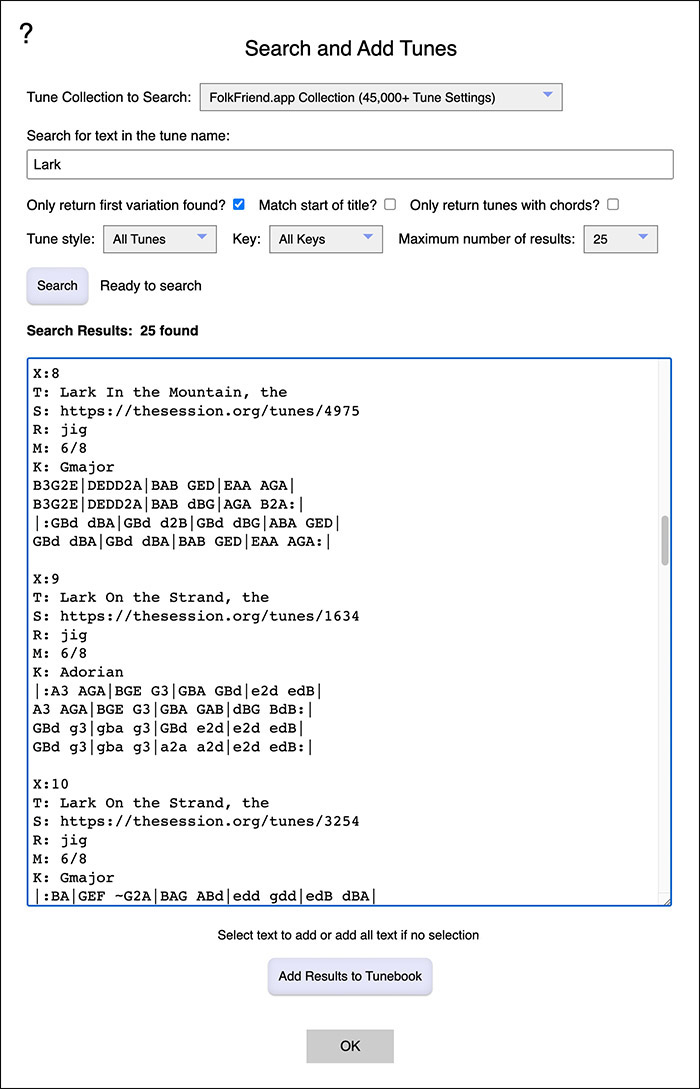 ?
Search and Add Tunes
Tune Collection to Search: FolkFriend.app Collection (45,000+ Tune Settings)
Search for text in the tune name:
Lark
Only return first variation found? Match start of title? Only return tunes with chords?
Tune style: All Tunes Key: All Keys Maximum number of results: 25
Search Ready to search
Search Results: 25 found
X:8
T: Lark In the Mountain, the
S: https://thesession.org/tunes/4975
R: jig
M: 6/8
K: Gmajor
B3G2E|DEDD2A|BAB GED|EAA AGA|
B3G2E|DEDD2A|BAB dBG|AGA B2A:|
|:GBd dBA|GBd d2B|GBd dBG|ABA GED|
GBd dBA|GBd dBA|BAB GED|EAA AGA:|
X:9
T: Lark On the Strand, the
S: https://thesession.org/tunes/1634
R: jig
M: 6/8
K: Adorian
|:A3 AGA|BGE G3|GBA GBd|e2d edB|
A3 AGA|BGE G3|GBA GAB|dBG BdB:|
GBd g3|gba g3|GBd e2d|e2d edB|
GBd g3|gba g3|a2a a2d|e2d edB:|
X:10
T: Lark On the Strand, the
S: https://thesession.org/tunes/3254
R: jig
M: 6/8
K: Gmajor
|:BA|GEF ~G2A|BAG ABd|edd gdd|edB dBA|
Select text to add or add all text if no selection
Add Results to Tunebook
OK